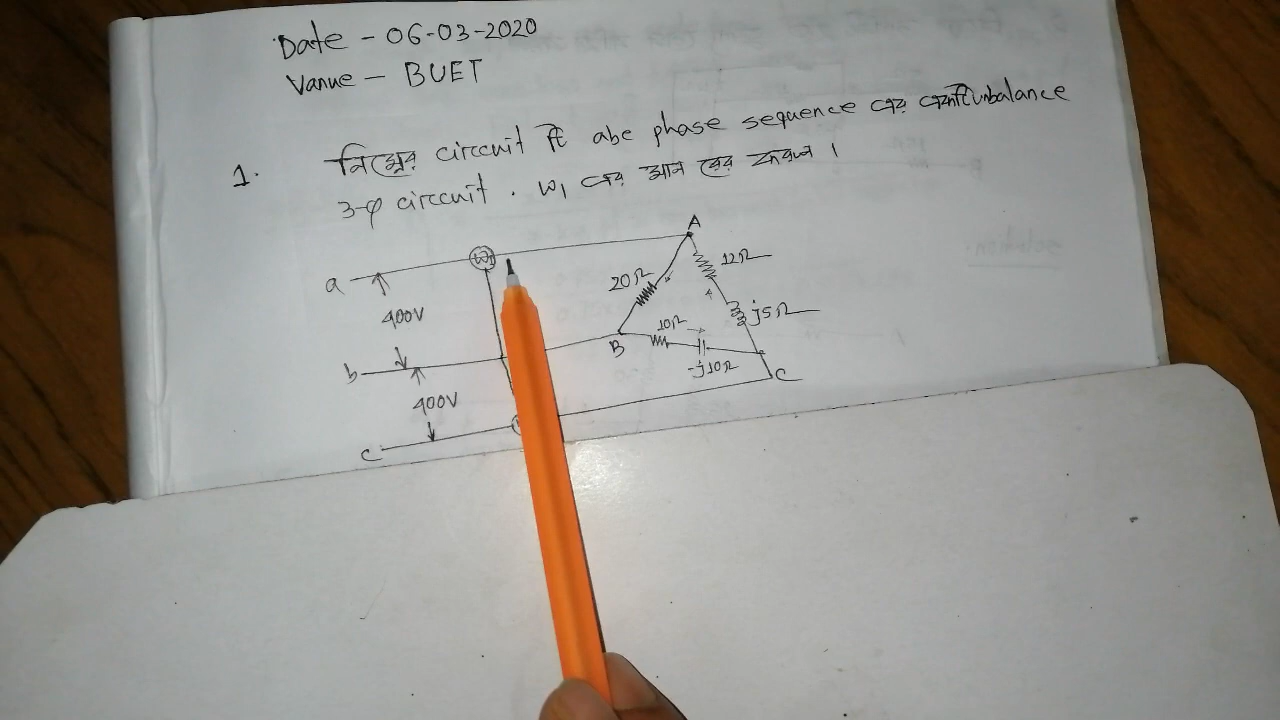 Date - 06-03-2020
Vanue - BUET
1. নিম্নের circuit টি abc phase sequence এর একটি unbalance
3-φ circuit. W₁ এর মান বের করুন।
A
a
W₁
12Ω
20Ω
400V
j5Ω
10Ω
B
b
-j10Ω
C
400V
c